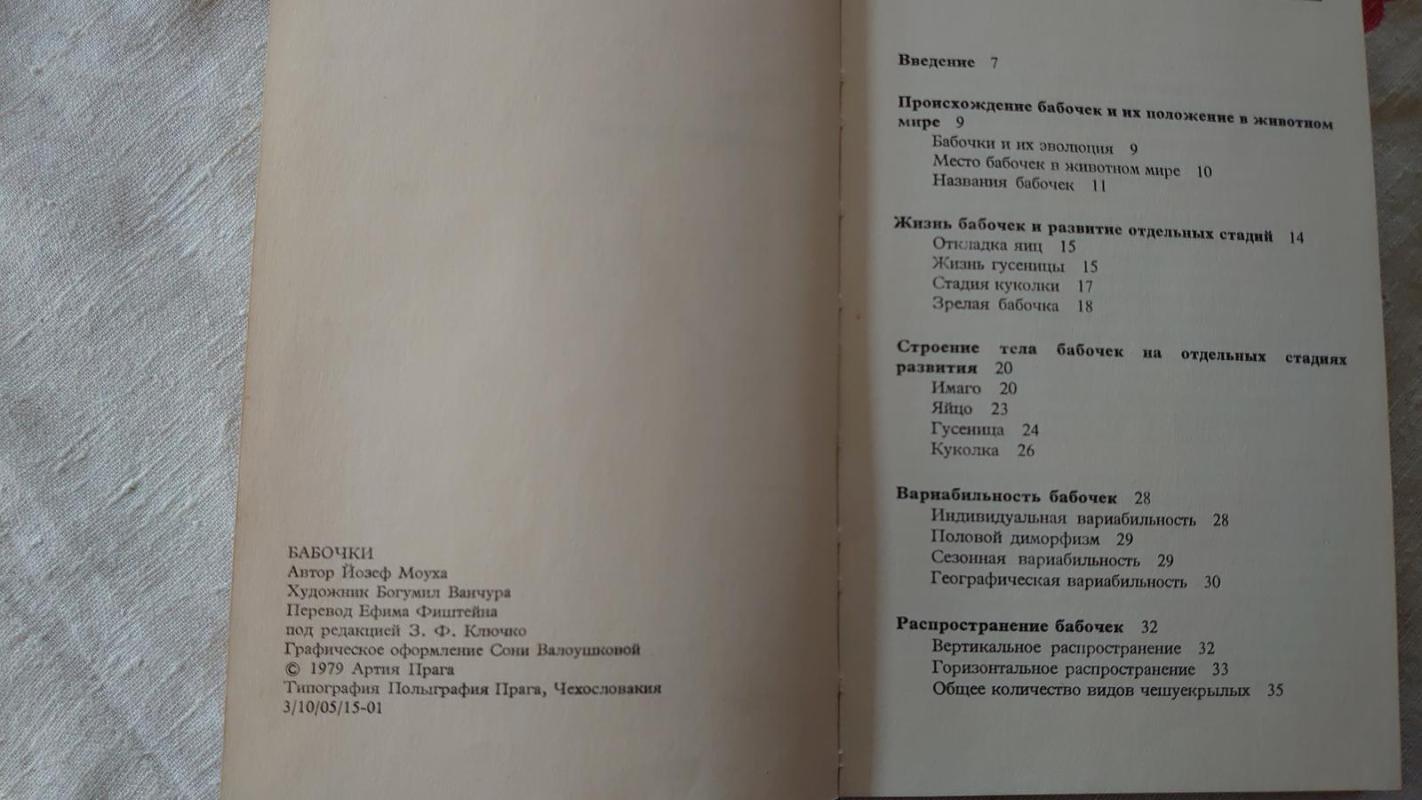 БАБОЧКИ
Автор Йозеф Моуха
Художник Богумил Ванчура
Перевод Ефима Фиштейна
под редакцией З. Ф. Ключко
Графическое оформление Сони Валоушковой
© 1979 Артия Прага
Типография Полыграфия Прага, Чехословакия
3/10/05/15-01
Введение 7
Происхождение бабочек и их положение в животном
мире 9
Бабочки и их эволюция 9
Место бабочек в животном мире 10
Названия бабочек 11
Жизнь бабочек и развитие отдельных стадий 14
Откладка яиц 15
Жизнь гусеницы 15
Стадия куколки 17
Зрелая бабочка 18
Строение тела бабочек на отдельных стадиях
развития 20
Имаго 20
Яйцо 23
Гусеница 24
Куколка 26
Вариабильность бабочек 28
Индивидуальная вариабильность 28
Половой диморфизм 29
Сезонная вариабильность 29
Географическая вариабильность 30
Распространение бабочек 32
Вертикальное распространение 32
Горизонтальное распространение 33
Общее количество видов чешуекрылых 35